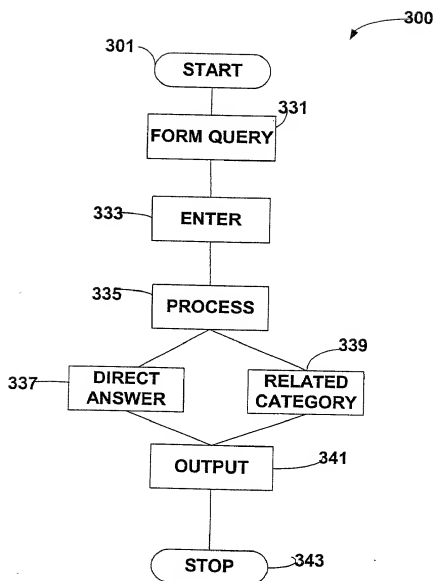 300
301
START
331
FORM QUERY
333
ENTER
335
PROCESS
339
337
DIRECT
ANSWER
RELATED
CATEGORY
OUTPUT
341
STOP
343